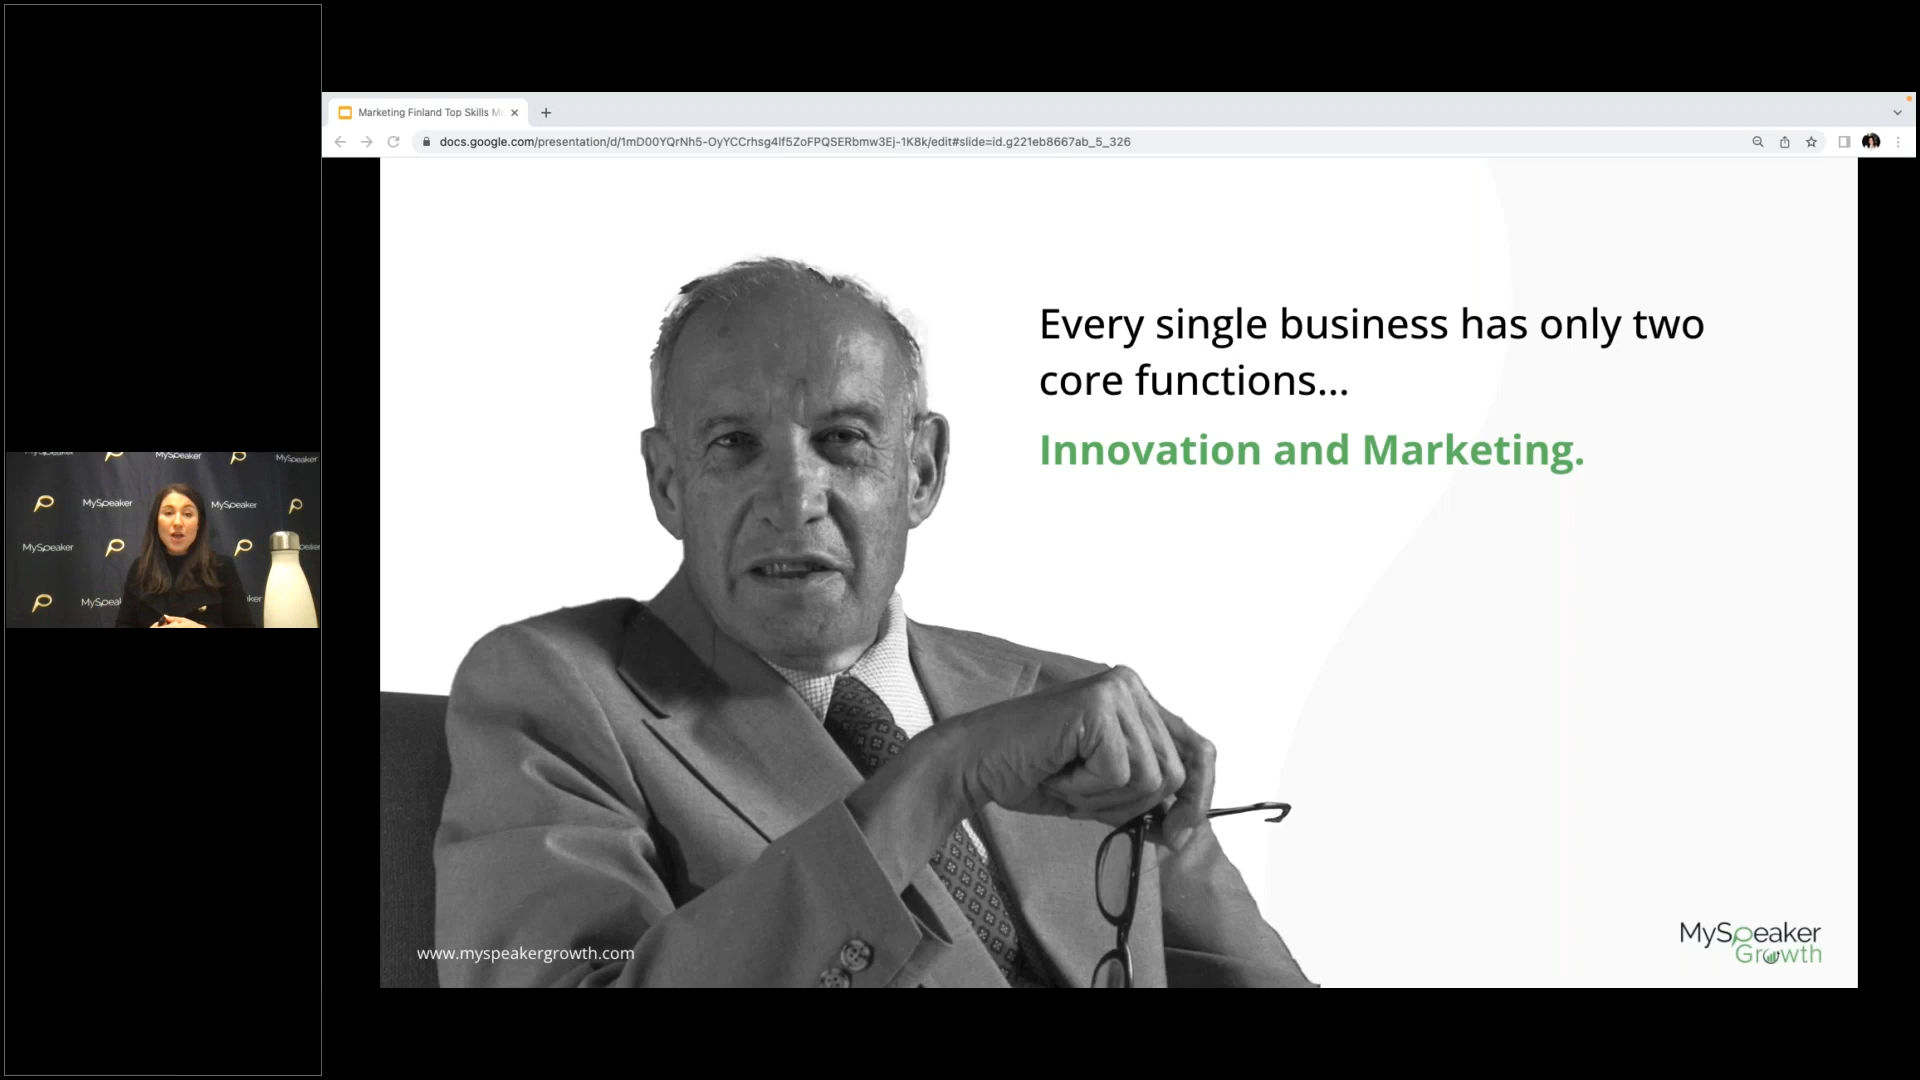 Marketing Finland Top Skills
docs.google.com/presentation/d/1mD00YQrNh5-OyYCCrhsg4lf5ZoFPQSERbmw3Ej-1K8k/edit#slide=id.g221eb8667ab_5_326
Every single business has only two
core functions...
Innovation and Marketing.
MySpeaker
MySpeaker
MySpeaker
MySpeaker
MySpeaker
www.myspeakergrowth.com
MySpeaker
Growth